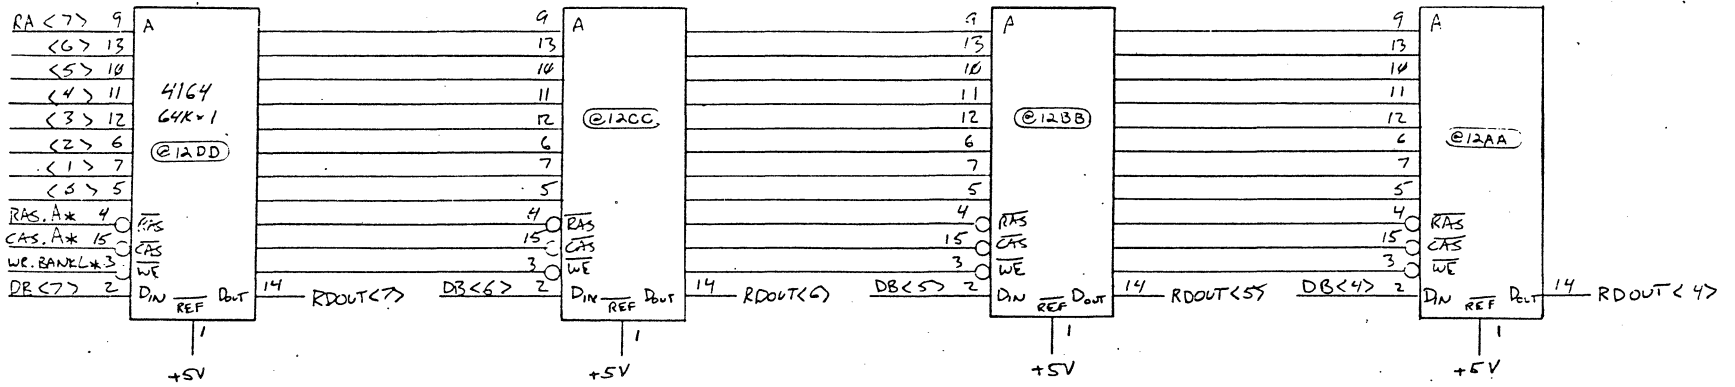 RA<7> 9 A 9 9 A 9 A
<6> 13 13 13 13
<5> 10 10 10 10
<4> 11 4164 11 11 11
<3> 12 64K×1 12 @12CC 12 @12BB 12
<2> 6 @12DD 6 6 6 @12AA
<1> 7 7 7 7
5 5 5 5
RAS.A* 4 RAS 4 RAS 4 RAS 4 RAS
CAS.A* 15 CAS 15 CAS 15 CAS 15 CAS
WR.BANKL* 3 WE 3 WE 3 WE 3 WE
DB<7> 2 DIN REF DOUT 14 RDOUT<7> DB<6> 2 DIN REF DOUT 14 RDOUT<6> DB<5> 2 DIN REF DOUT 14 RDOUT<5> DB<4> 2 DIN REF DOUT 14 RDOUT<4>
1 1 1 1
+5V +5V +5V +5V